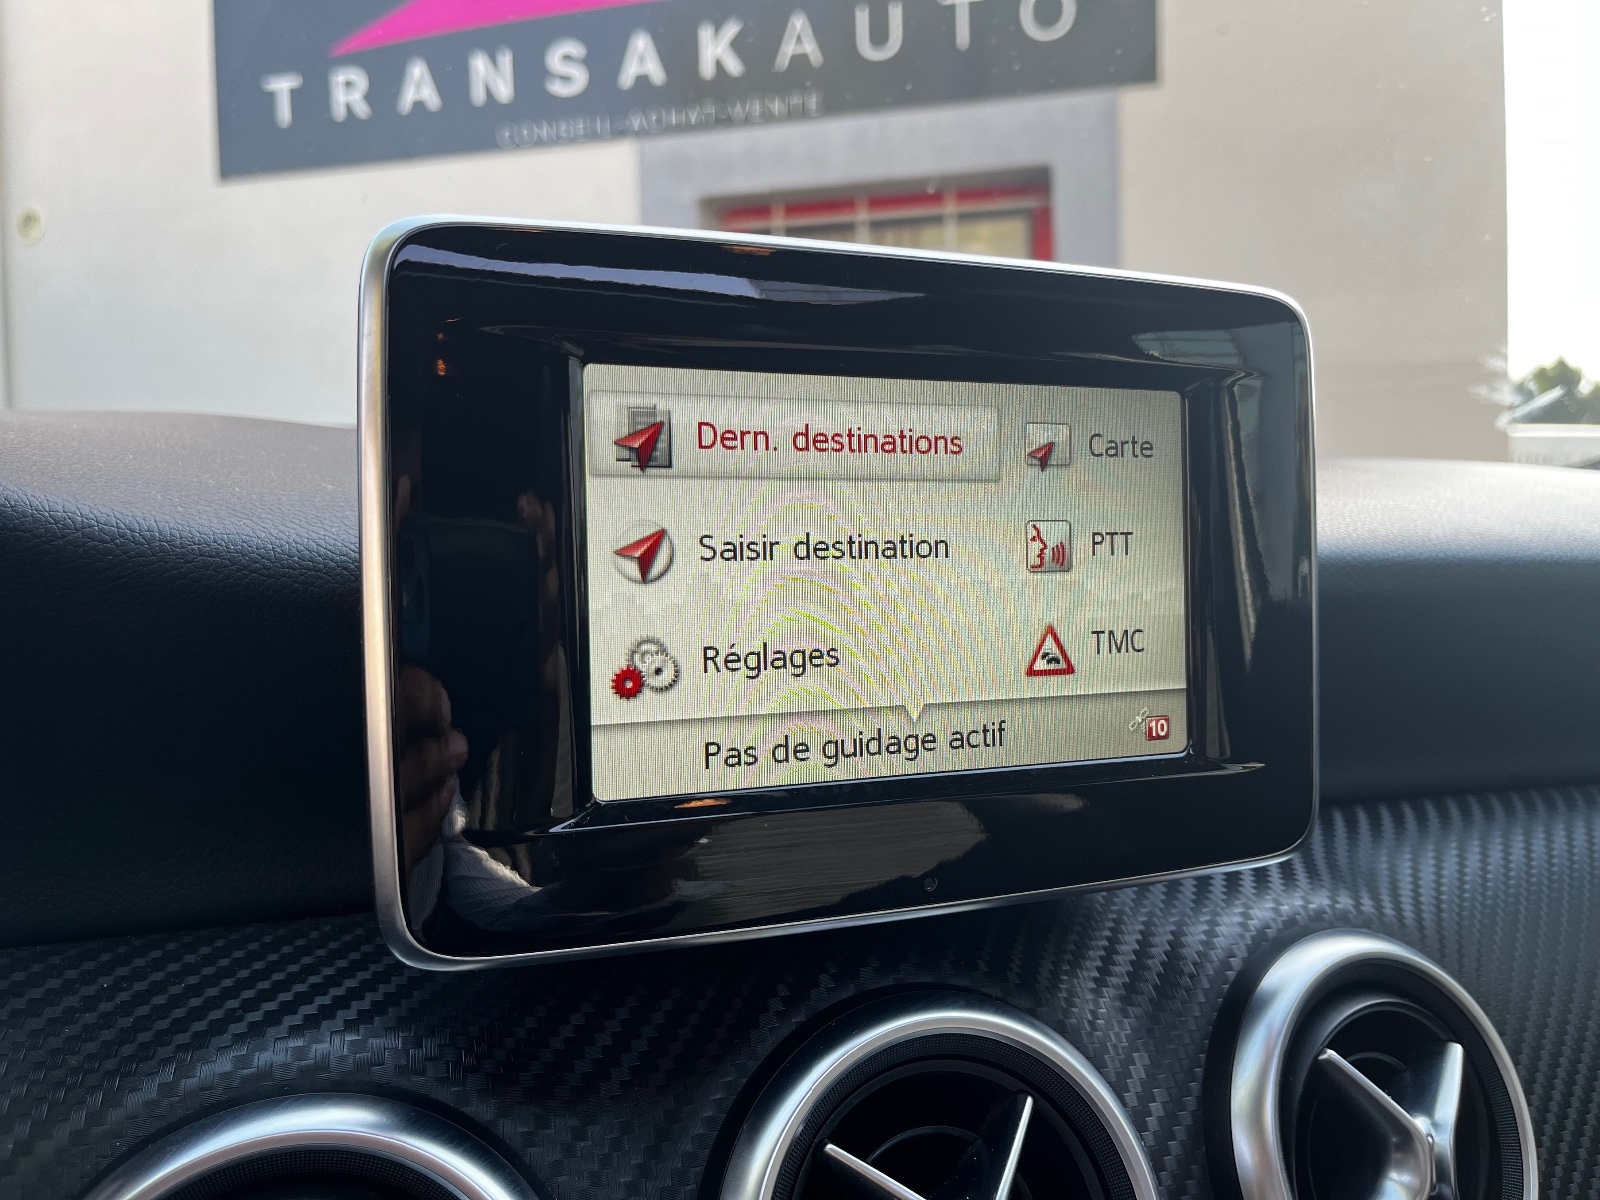 TRANSAKAUTO
CONSEIL-ACHAT-VENTE
Dern. destinations
Carte
Saisir destination
PTT
Réglages
TMC
Pas de guidage actif
10